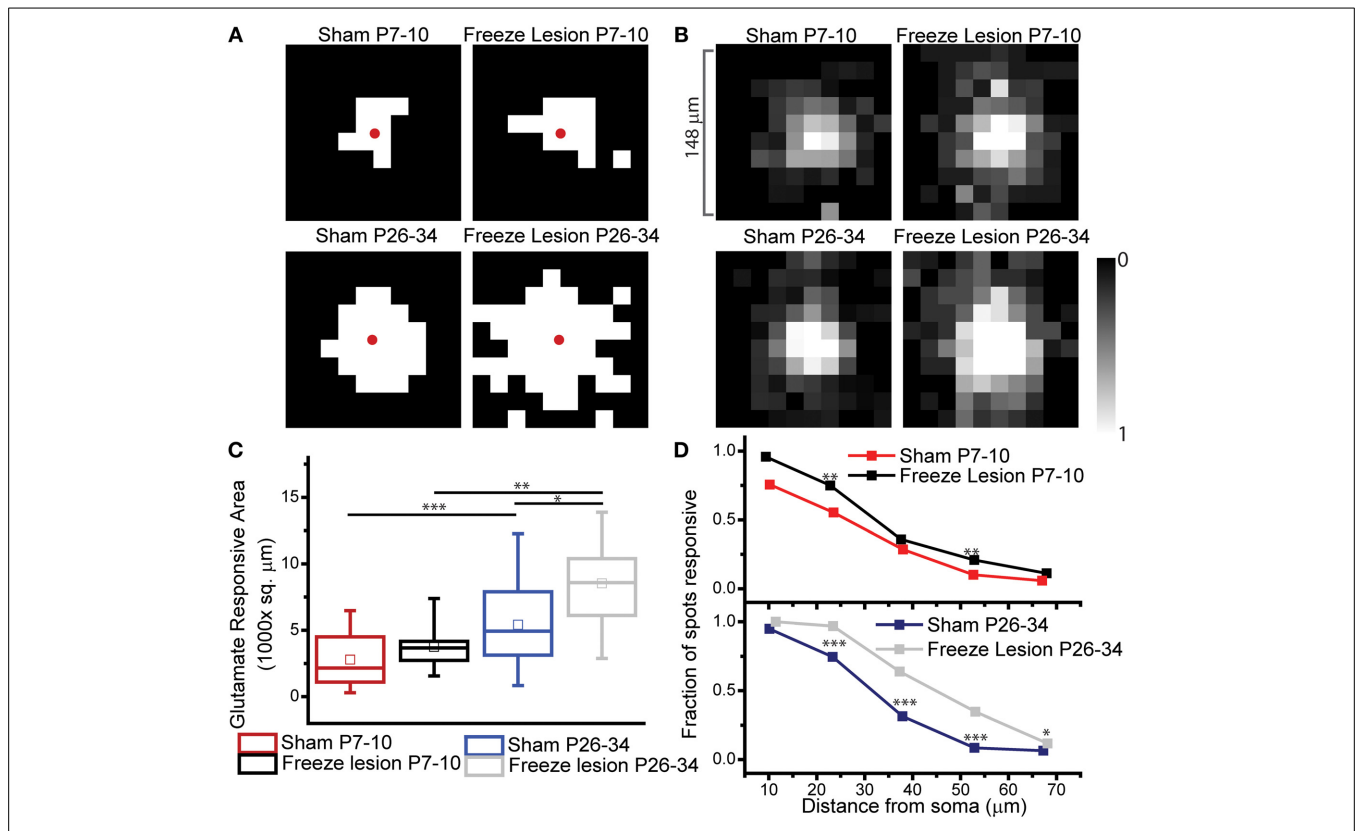 A
Sham P7-10
Freeze Lesion P7-10
Sham P26-34
Freeze Lesion P26-34
B
Sham P7-10
Freeze Lesion P7-10
148 μm
Sham P26-34
Freeze Lesion P26-34
0
1
C
Glutamate Responsive Area
(1000x sq. μm)
15
10
5
0
***
**
*
Sham P7-10
Freeze lesion P7-10
Sham P26-34
Freeze lesion P26-34
D
Fraction of spots responsive
1.0
0.5
0.0
Sham P7-10
Freeze Lesion P7-10
**
**
1.0
0.5
0.0
Sham P26-34
Freeze Lesion P26-34
***
***
***
*
10 20 30 40 50 60 70
Distance from soma (μm)